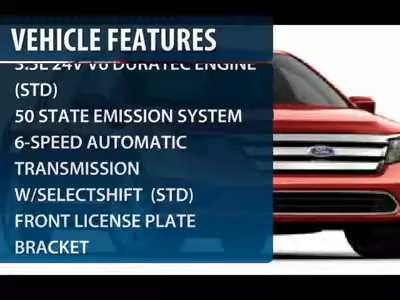 VEHICLE FEATURES
3.5L 24V V6 DURATEC ENGINE
(STD)
50 STATE EMISSION SYSTEM
6-SPEED AUTOMATIC
TRANSMISSION
W/SELECTSHIFT (STD)
FRONT LICENSE PLATE
BRACKET
Ford